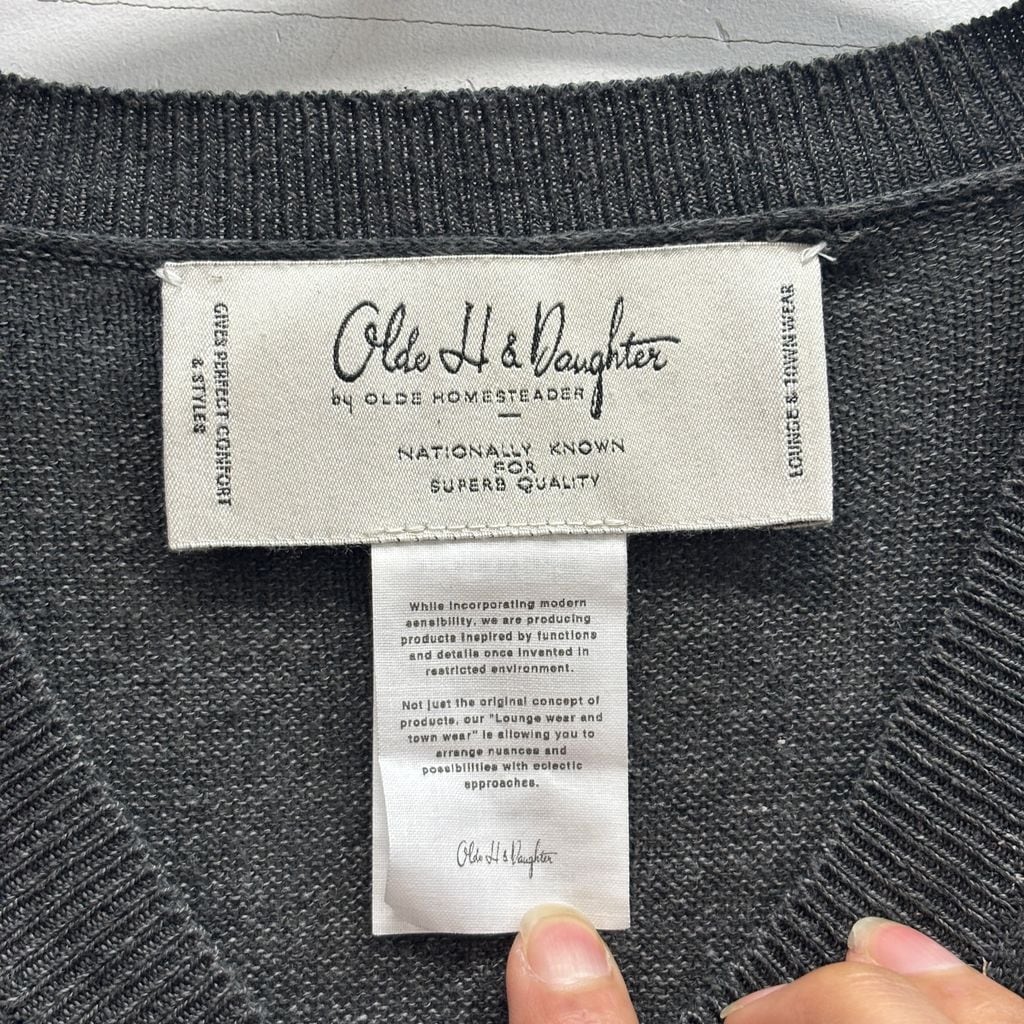 Olde H & Daughter
by OLDE HOMESTEADER
NATIONALLY KNOWN
FOR
SUPERB QUALITY
GIVES PERFECT COMFORT
& STYLES
LOUNGE & TOWN WEAR
While incorporating modern
sensibility, we are producing
products inspired by functions
and details once invented in
restricted environment.
Not just the original concept of
products, our "Lounge wear and
town wear" is allowing you to
arrange nuances and
possibilities with eclectic
approaches.
Olde H & Daughter